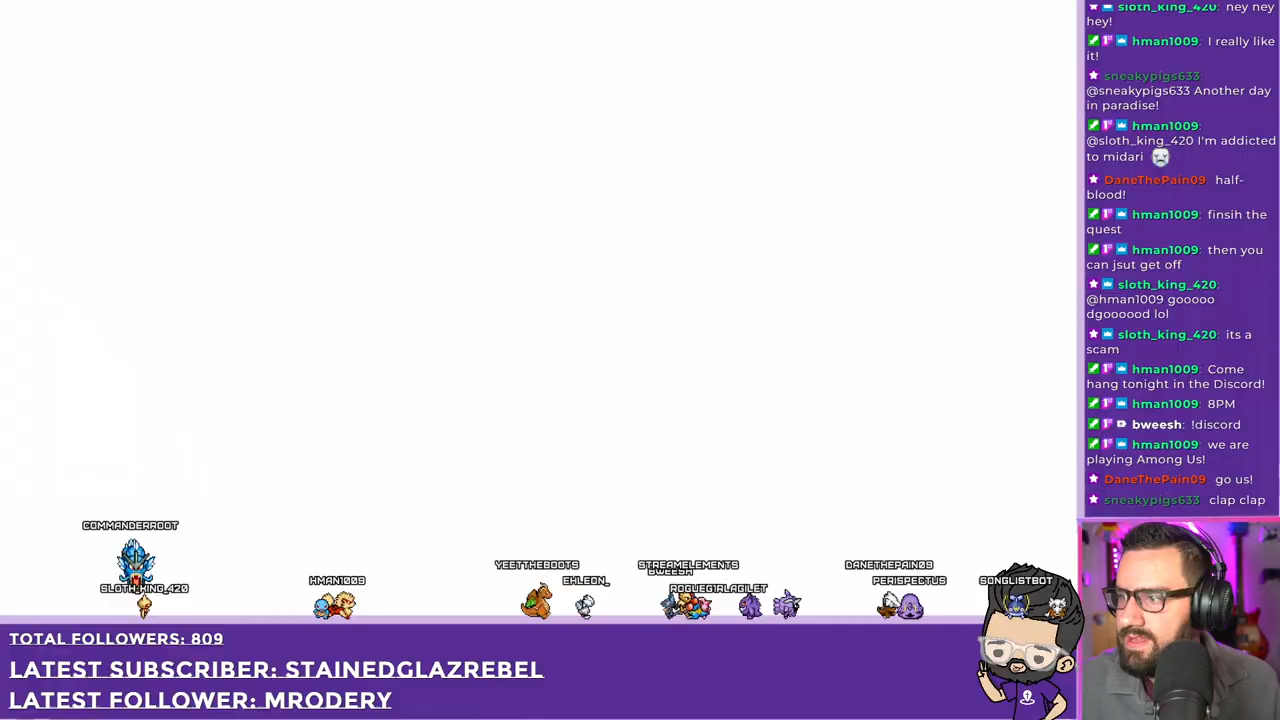 sloth_king_420: hey hey
hey!
hman1009: I really like
it!
sneakypigs633
@sneakypigs633 Another day
in paradise!
hman1009:
@sloth_king_420 I'm addicted
to midari
DaneThePain09 half-
blood!
hman1009: finsih the
quest
hman1009: then you
can jsut get off
sloth_king_420:
@hman1009 gooooo
dgoooood lol
sloth_king_420: its a
scam
hman1009: Come
hang tonight in the Discord!
hman1009: 8PM
bweesh: !discord
hman1009: we are
playing Among Us!
DaneThePain09 go us!
sneakypigs633 clap clap
COMMANDERROOT
SLOTH_KING_420
HMAN1009
YEETTHEBOOTS
EHLEON_
STREAMELEMENTS
BWEESH
ROGUEG1RLAGILET
DANETHEPAIN09
PERISPECTUS
SONGLISTBOT
TOTAL FOLLOWERS: 809
LATEST SUBSCRIBER: STAINEDGLAZREBEL
LATEST FOLLOWER: MRODERY